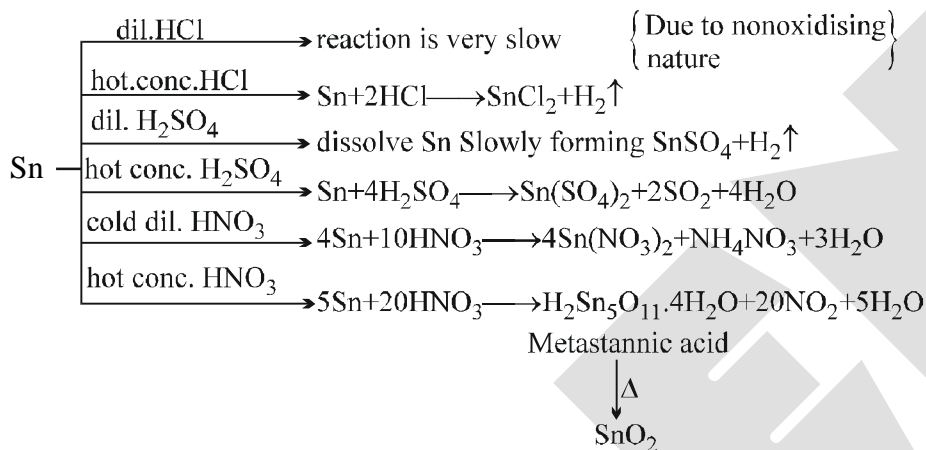 dil.HCl → reaction is very slow {Due to nonoxidising
nature}
hot.conc.HCl → Sn+2HCl⟶SnCl₂+H₂↑
dil. H₂SO₄ → dissolve Sn Slowly forming SnSO₄+H₂↑
Sn
hot conc. H₂SO₄ → Sn+4H₂SO₄⟶Sn(SO₄)₂+2SO₂+4H₂O
cold dil. HNO₃ → 4Sn+10HNO₃⟶4Sn(NO₃)₂+NH₄NO₃+3H₂O
hot conc. HNO₃ → 5Sn+20HNO₃⟶H₂Sn₅O₁₁.4H₂O+20NO₂+5H₂O
Metastannic acid
↓Δ
SnO₂